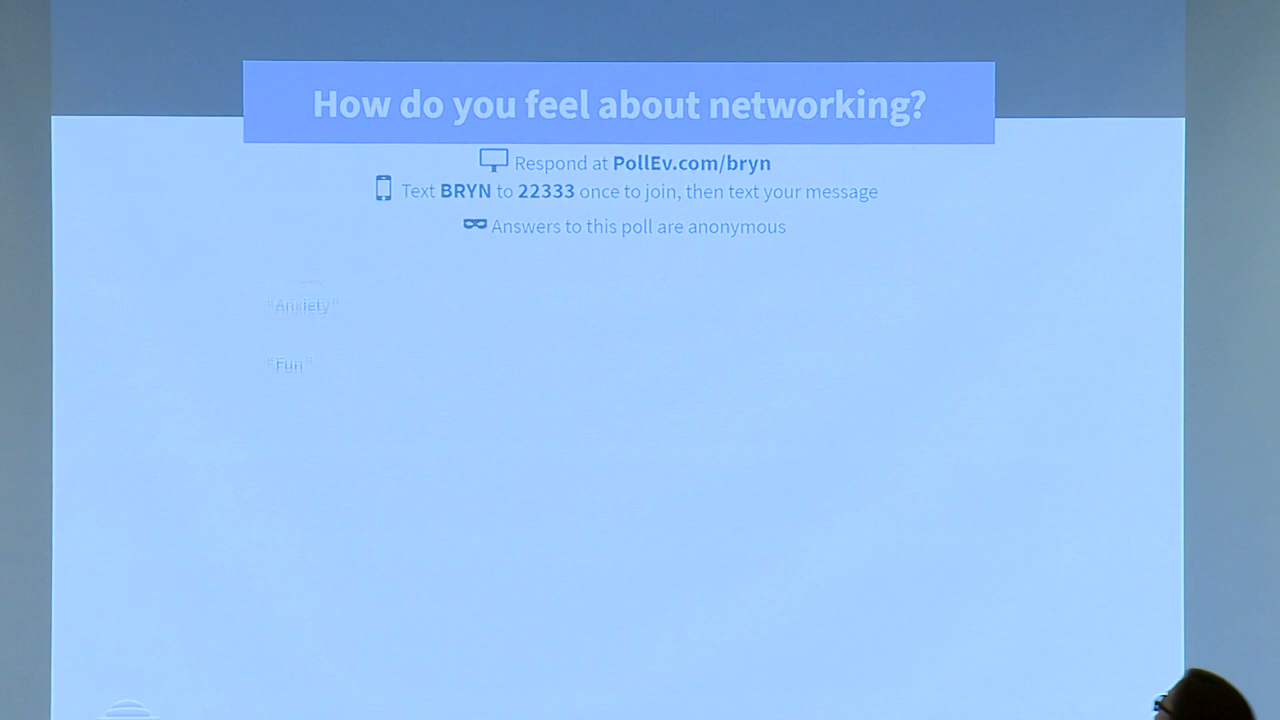 How do you feel about networking?
Respond at PollEv.com/bryn
Text BRYN to 22333 once to join, then text your message
Answers to this poll are anonymous
"Anxiety"
"Fun"